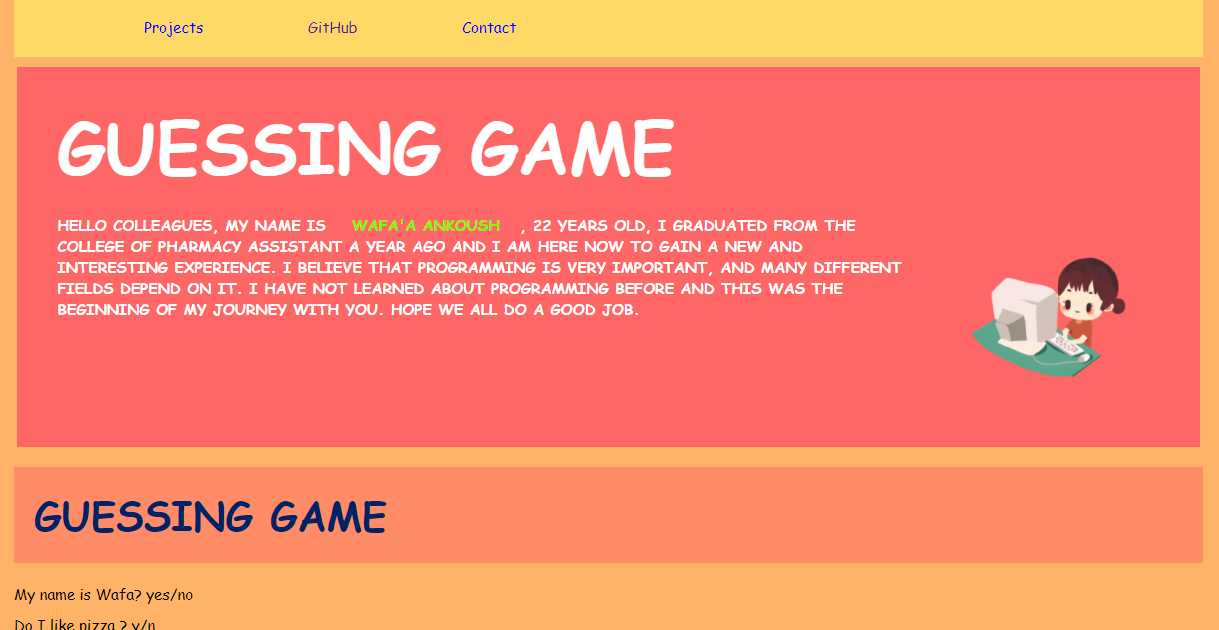 Projects GitHub Contact
GUESSING GAME
HELLO COLLEAGUES, MY NAME IS WAFA'A ANKOUSH , 22 YEARS OLD, I GRADUATED FROM THE
COLLEGE OF PHARMACY ASSISTANT A YEAR AGO AND I AM HERE NOW TO GAIN A NEW AND
INTERESTING EXPERIENCE. I BELIEVE THAT PROGRAMMING IS VERY IMPORTANT, AND MANY DIFFERENT
FIELDS DEPEND ON IT. I HAVE NOT LEARNED ABOUT PROGRAMMING BEFORE AND THIS WAS THE
BEGINNING OF MY JOURNEY WITH YOU. HOPE WE ALL DO A GOOD JOB.
GUESSING GAME
My name is Wafa? yes/no
Do I like pizza ? y/n